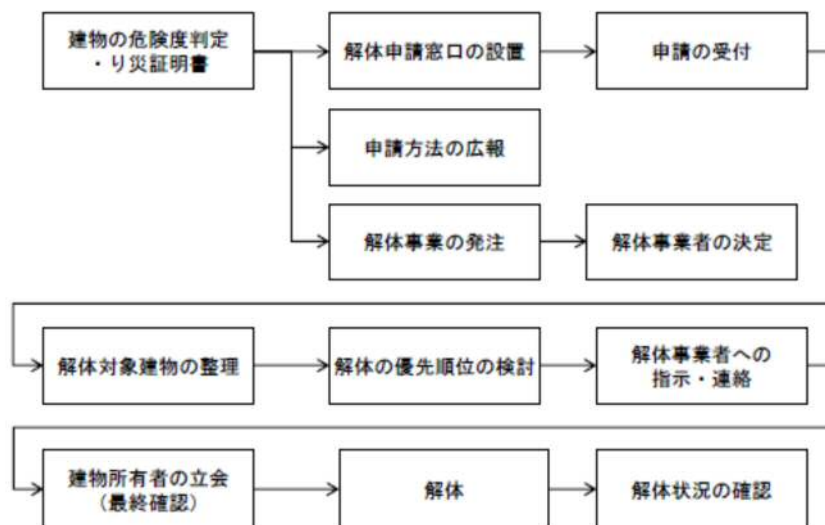 建物の危険度判定
・り災証明書
解体申請窓口の設置
申請の受付
申請方法の広報
解体事業の発注
解体事業者の決定
解体対象建物の整理
解体の優先順位の検討
解体事業者への
指示・連絡
建物所有者の立会
（最終確認）
解体
解体状況の確認